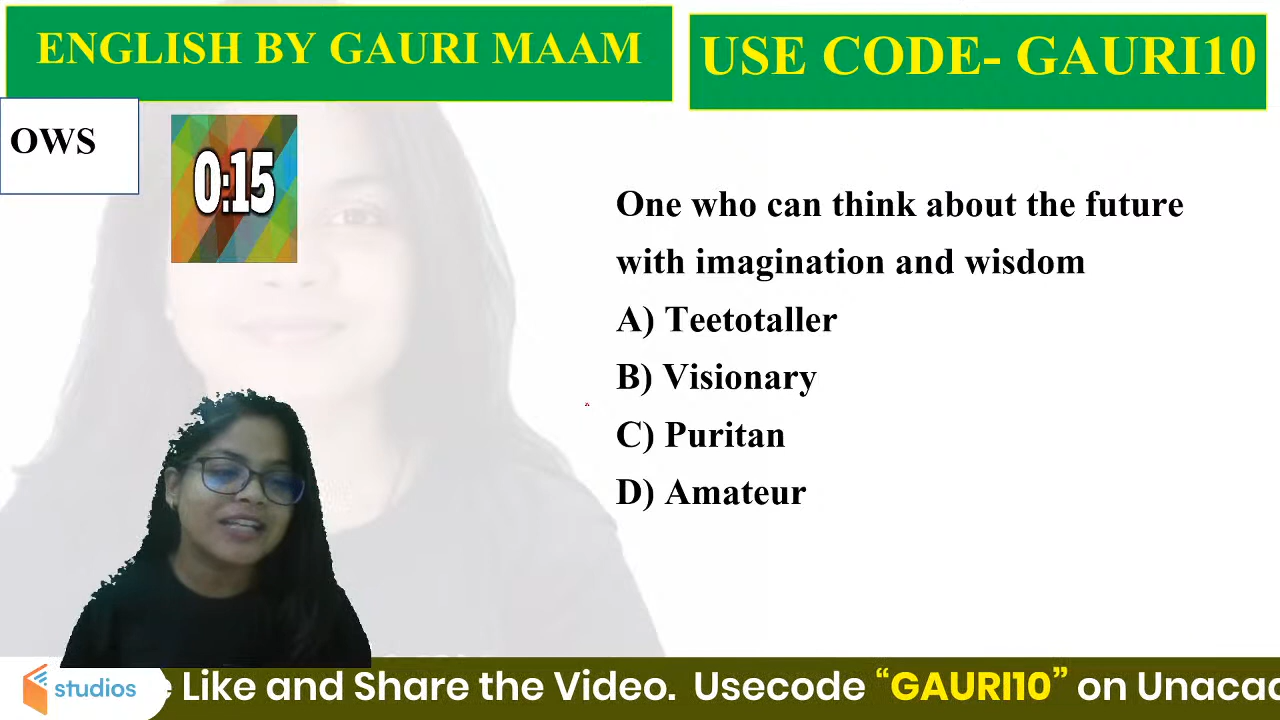 ENGLISH BY GAURI MAAM
USE CODE- GAURI10
OWS
0:15
One who can think about the future
with imagination and wisdom
A) Teetotaller
B) Visionary
C) Puritan
D) Amateur
studios
Like and Share the Video. Usecode “GAURI10” on